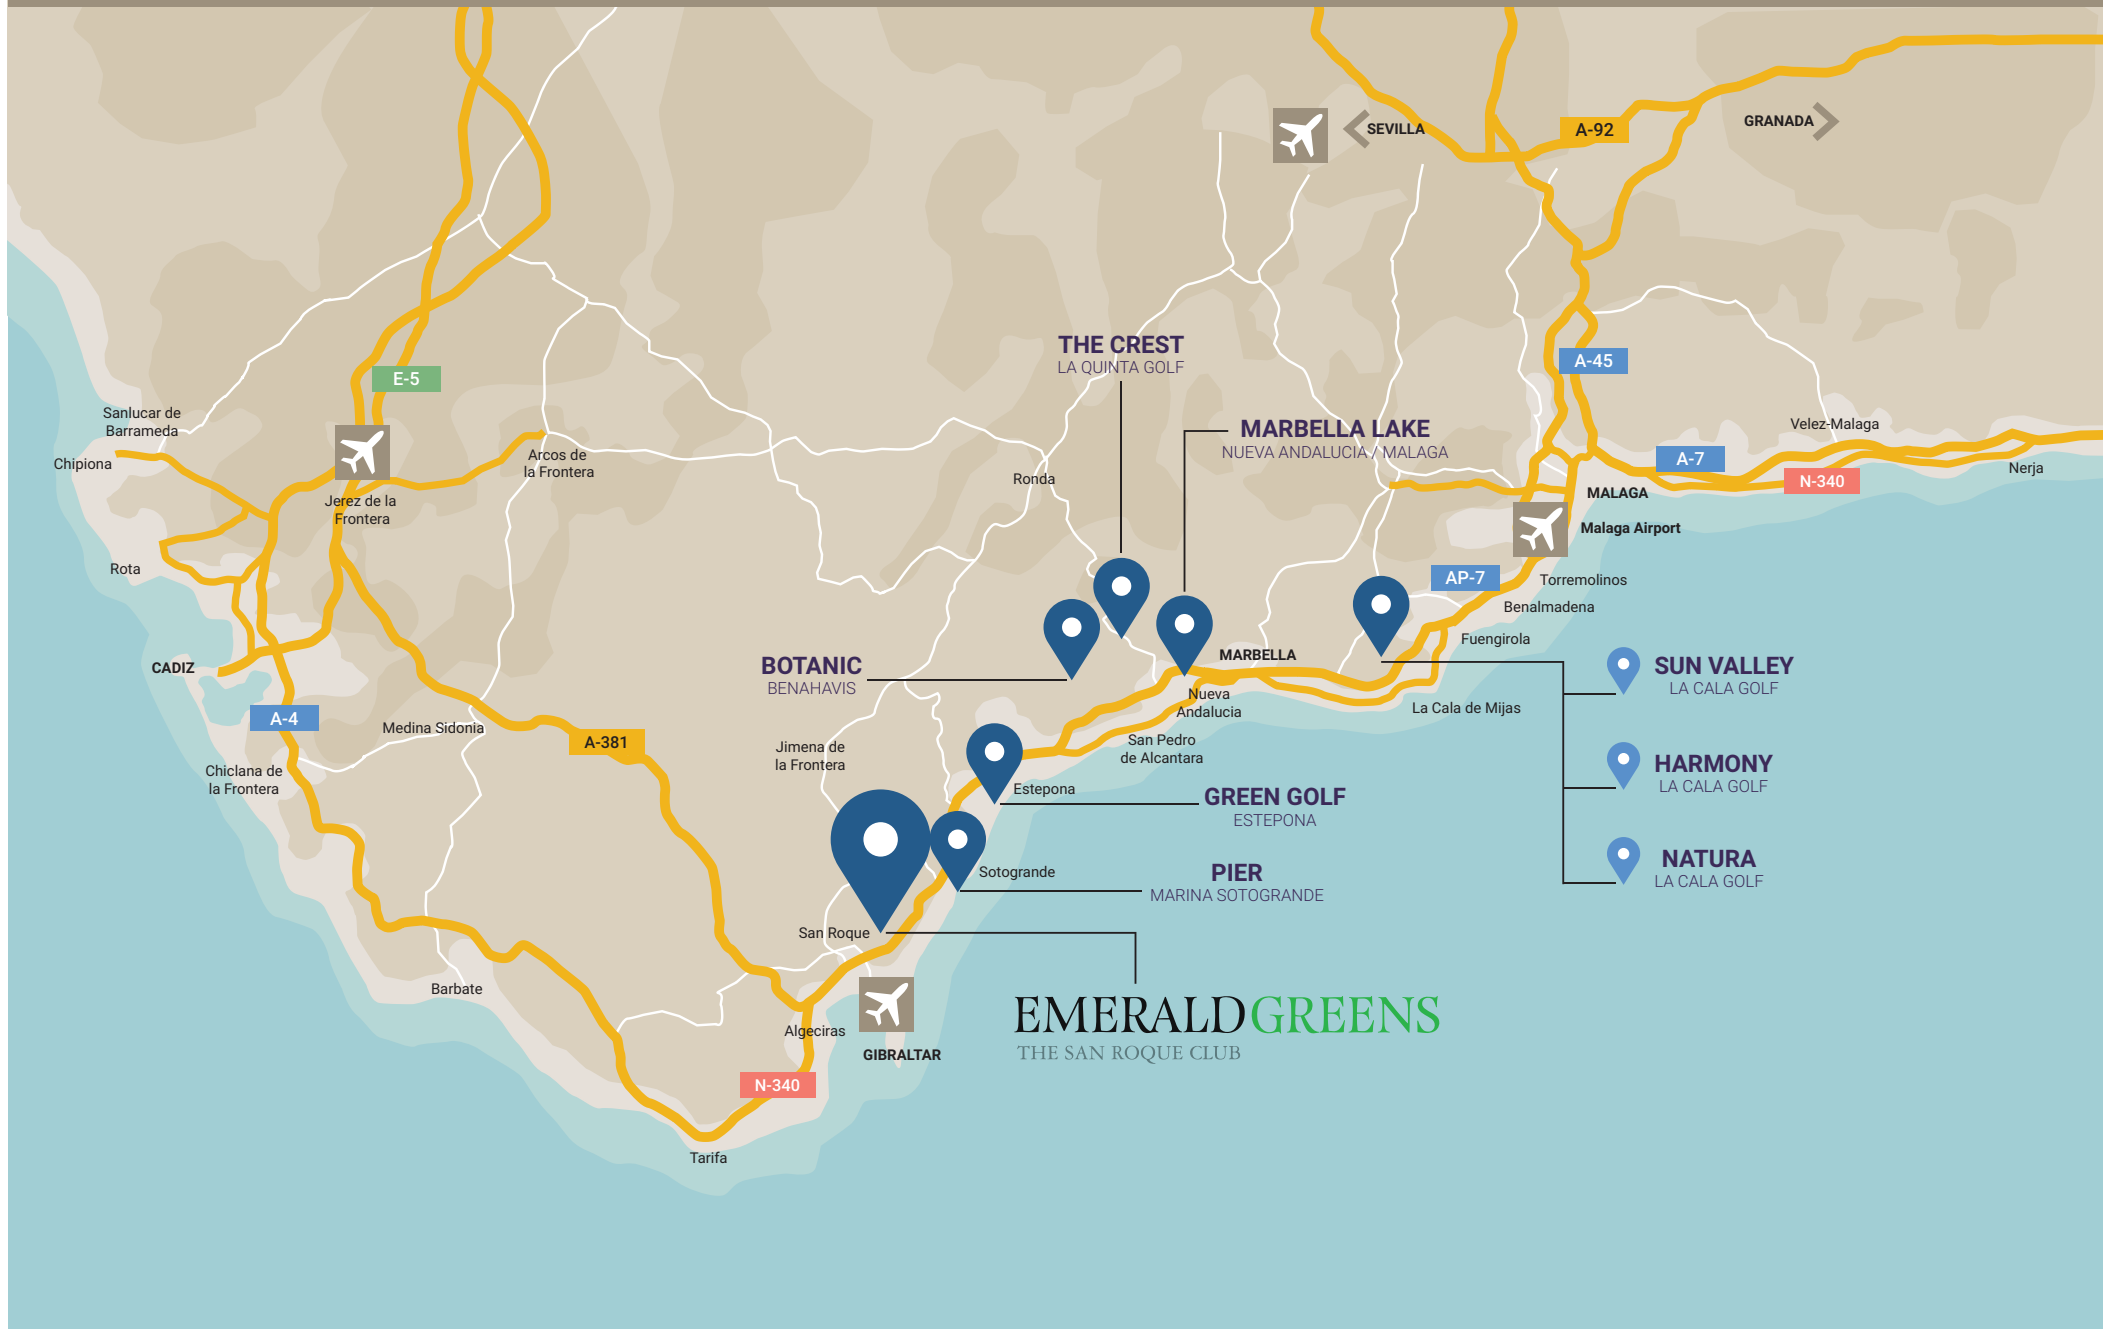 SEVILLA
A-92
GRANADA
THE CREST
LA QUINTA GOLF
A-45
E-5
Sanlucar de
Barrameda
Chipiona
Arcos de
la Frontera
Jerez de la
Frontera
Ronda
MARBELLA LAKE
NUEVA ANDALUCIA / MALAGA
Velez-Malaga
A-7
N-340
Nerja
MALAGA
Malaga Airport
Rota
AP-7
Torremolinos
Benalmadena
Fuengirola
CADIZ
BOTANIC
BENAHAVIS
MARBELLA
Nueva
Andalucia
La Cala de Mijas
SUN VALLEY
LA CALA GOLF
A-4
Medina Sidonia
A-381
Jimena de
la Frontera
San Pedro
de Alcantara
Chiclana de
la Frontera
Estepona
GREEN GOLF
ESTEPONA
HARMONY
LA CALA GOLF
Sotogrande
PIER
MARINA SOTOGRANDE
NATURA
LA CALA GOLF
San Roque
Barbate
Algeciras
GIBRALTAR
EMERALDGREENS
THE SAN ROQUE CLUB
N-340
Tarifa